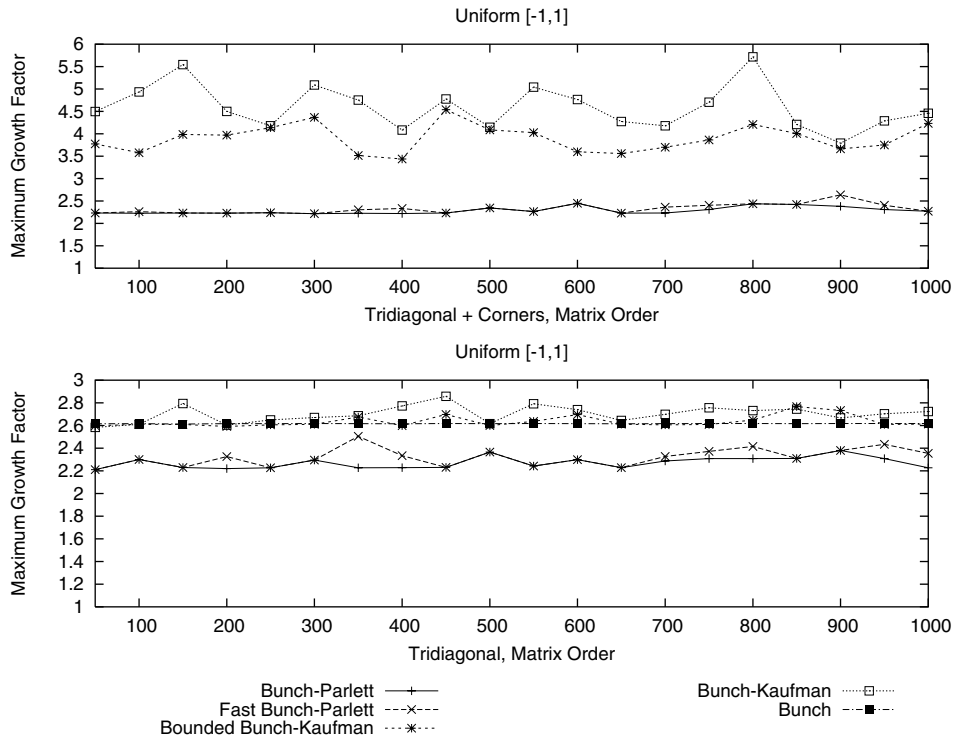 Uniform [-1,1]
Maximum Growth Factor
6
5.5
5
4.5
4
3.5
3
2.5
2
1.5
1
100 200 300 400 500 600 700 800 900 1000
Tridiagonal + Corners, Matrix Order
Uniform [-1,1]
Maximum Growth Factor
3
2.8
2.6
2.4
2.2
2
1.8
1.6
1.4
1.2
1
100 200 300 400 500 600 700 800 900 1000
Tridiagonal, Matrix Order
Bunch-Parlett
Fast Bunch-Parlett
Bounded Bunch-Kaufman
Bunch-Kaufman
Bunch